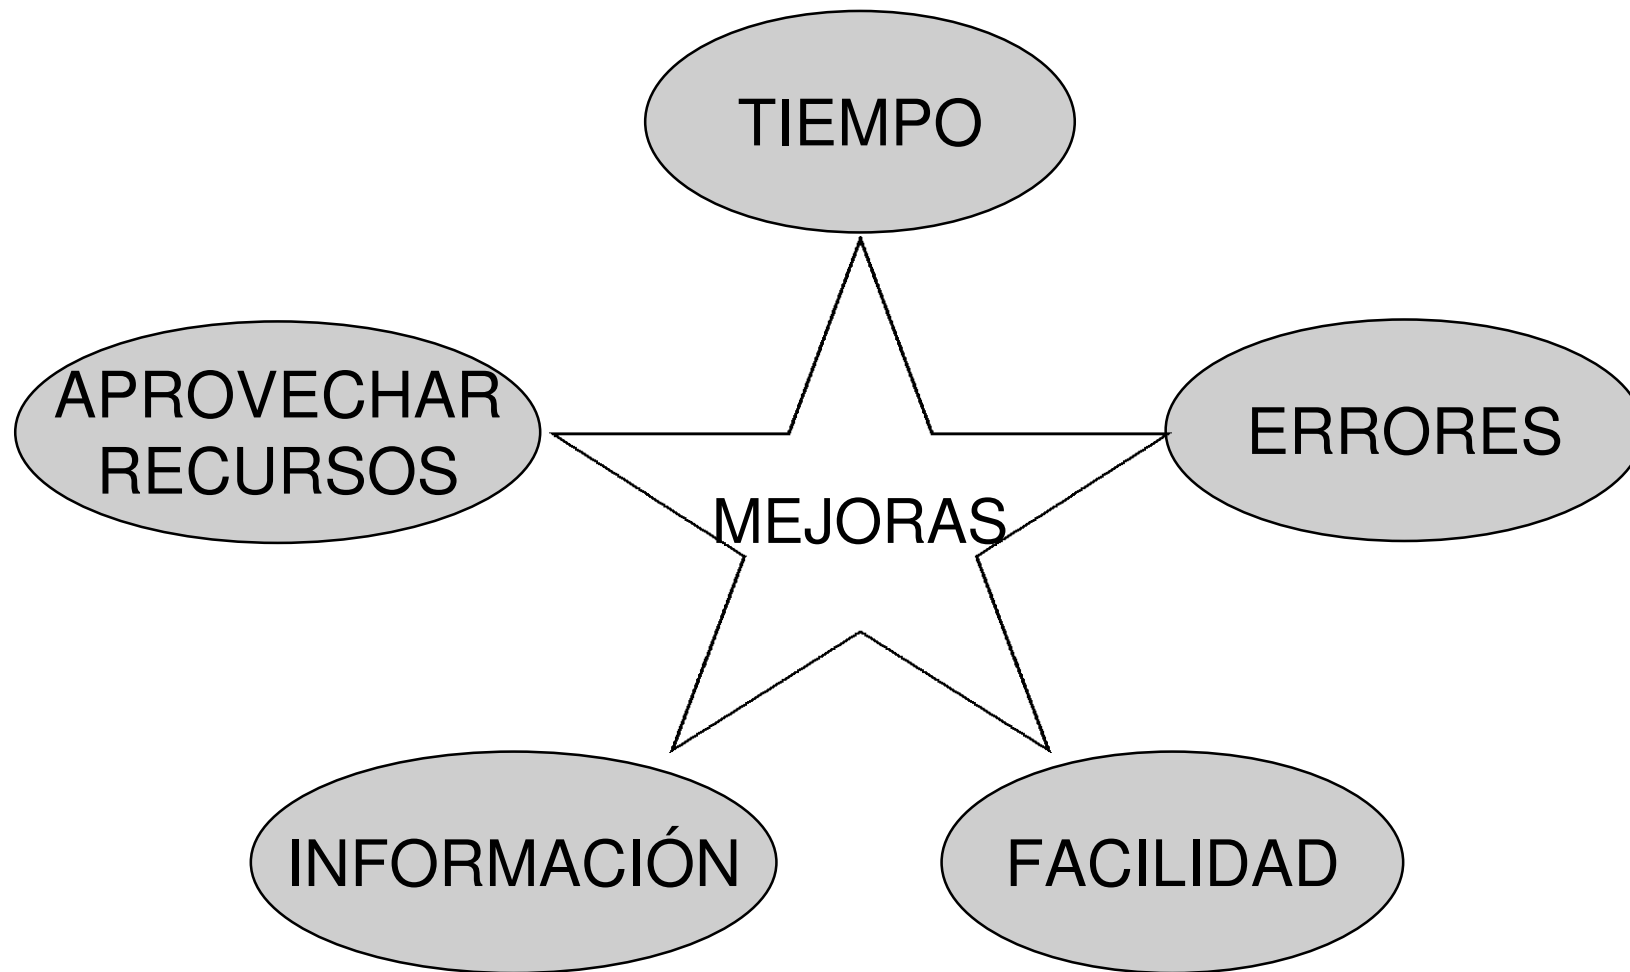 TIEMPO
APROVECHAR
RECURSOS
ERRORES
MEJORAS
INFORMACIÓN
FACILIDAD